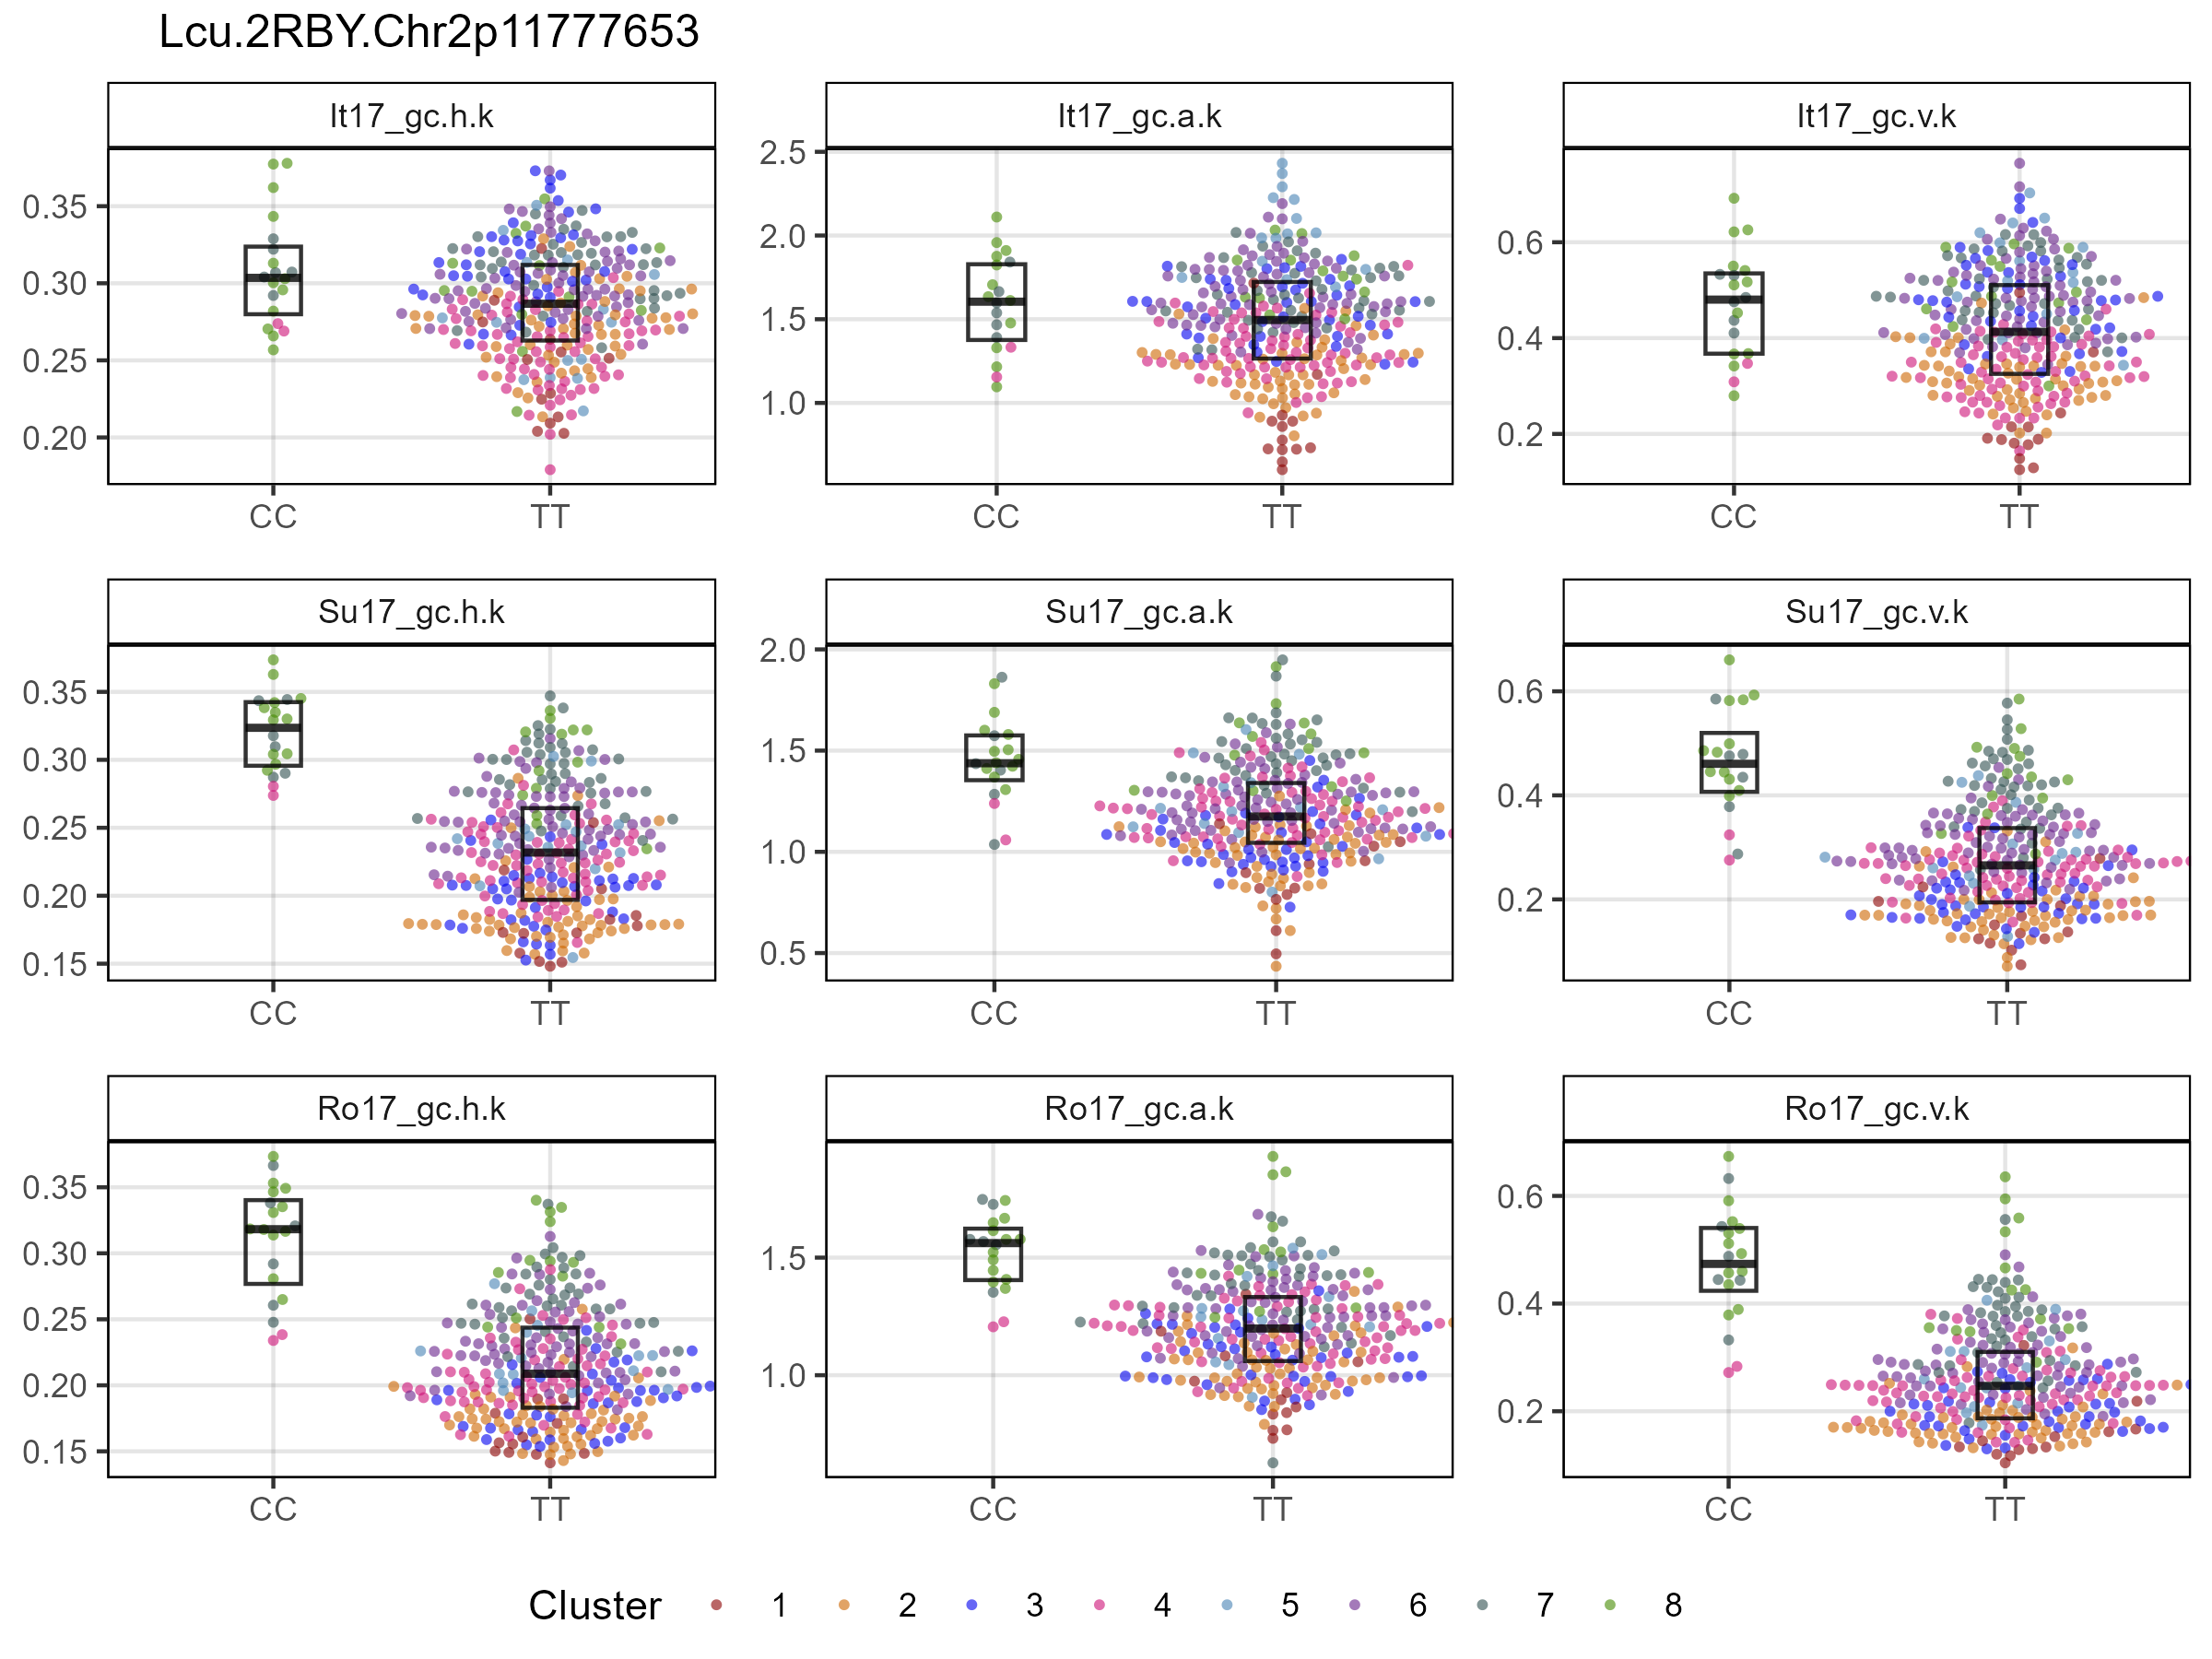 Lcu.2RBY.Chr2p11777653
It17_gc.h.k
It17_gc.a.k
It17_gc.v.k
0.35
0.30
0.25
0.20
CC
TT
2.5
2.0
1.5
1.0
CC
TT
0.6
0.4
0.2
CC
TT
Su17_gc.h.k
Su17_gc.a.k
Su17_gc.v.k
0.35
0.30
0.25
0.20
0.15
CC
TT
2.0
1.5
1.0
0.5
CC
TT
0.6
0.4
0.2
CC
TT
Ro17_gc.h.k
Ro17_gc.a.k
Ro17_gc.v.k
0.35
0.30
0.25
0.20
0.15
CC
TT
1.5
1.0
CC
TT
0.6
0.4
0.2
CC
TT
Cluster 1 2 3 4 5 6 7 8